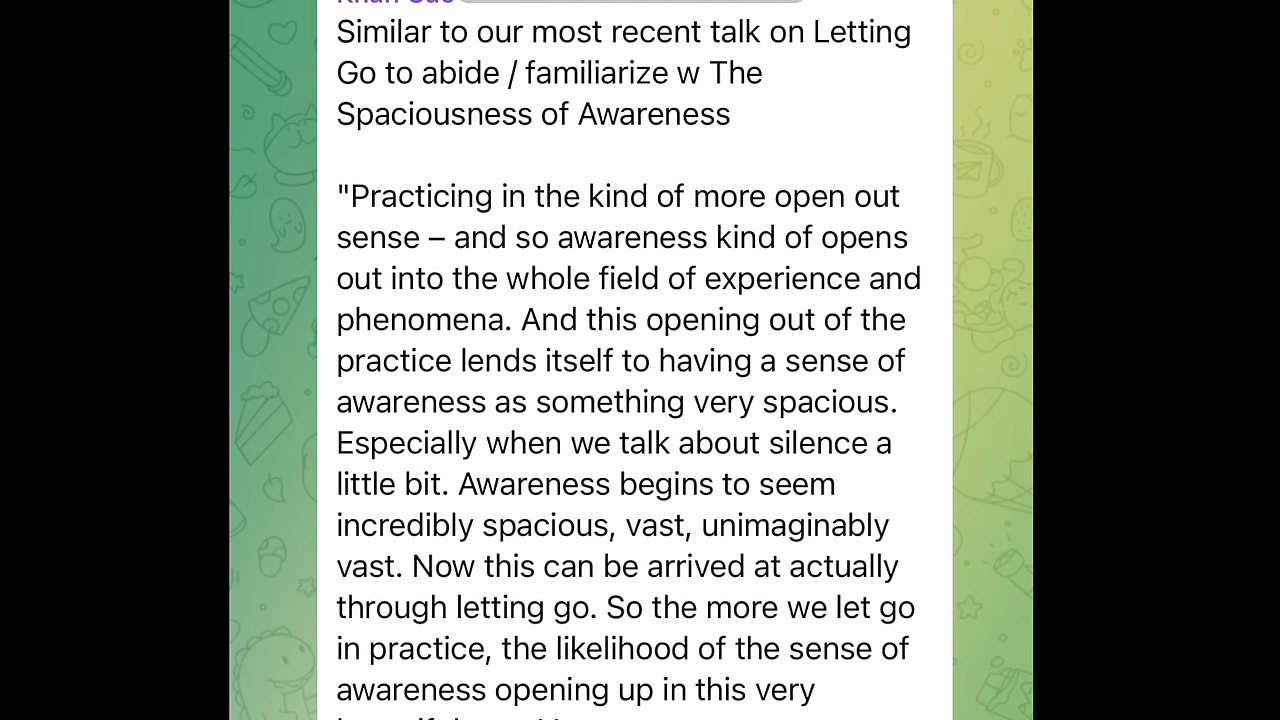 Similar to our most recent talk on Letting
Go to abide / familiarize w The
Spaciousness of Awareness
"Practicing in the kind of more open out
sense – and so awareness kind of opens
out into the whole field of experience and
phenomena. And this opening out of the
practice lends itself to having a sense of
awareness as something very spacious.
Especially when we talk about silence a
little bit. Awareness begins to seem
incredibly spacious, vast, unimaginably
vast. Now this can be arrived at actually
through letting go. So the more we let go
in practice, the likelihood of the sense of
awareness opening up in this very